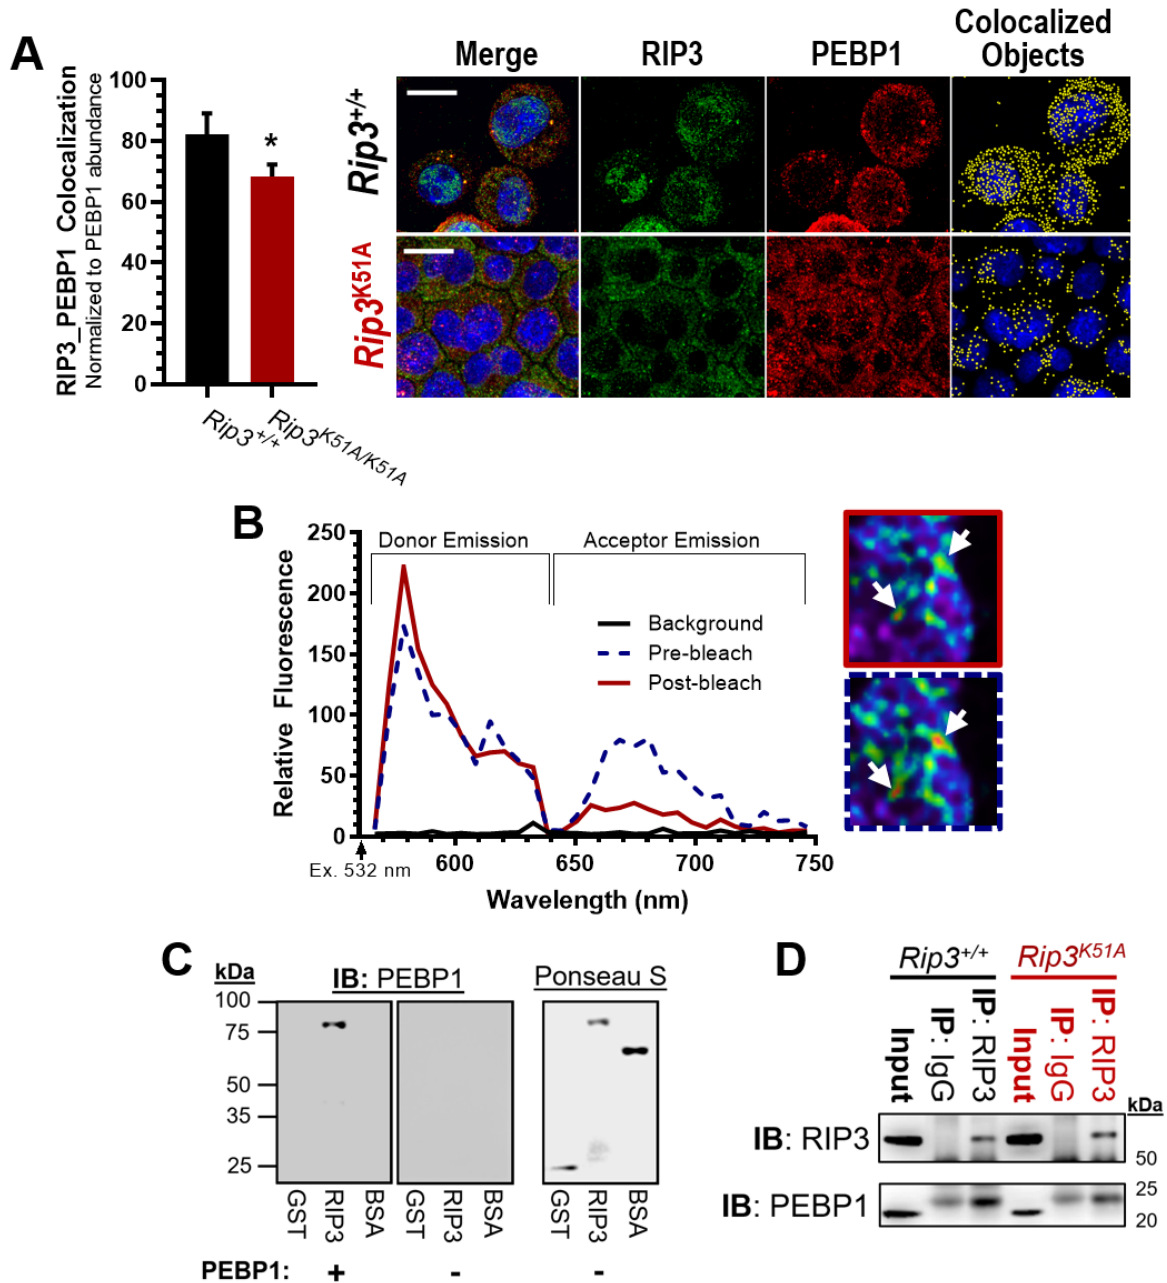 A
RIP3_PEBP1 Colocalization
Normalized to PEBP1 abundance
100
80
60
40
20
0
*
Rip3+/+
Rip3K51A/K51A
Merge
RIP3
PEBP1
Colocalized
Objects
Rip3+/+
Rip3K51A
B
Relative Fluorescence
250
200
150
100
50
0
Donor Emission
Acceptor Emission
Background
Pre-bleach
Post-bleach
600
650
700
750
Ex. 532 nm
Wavelength (nm)
C
kDa
IB: PEBP1
Ponseau S
100
75
50
35
25
GST
RIP3
BSA
GST
RIP3
BSA
GST
RIP3
BSA
PEBP1: + - -
D
Rip3+/+
Rip3K51A
Input
IP: IgG
IP: RIP3
Input
IP: IgG
IP: RIP3
kDa
IB: RIP3
50
IB: PEBP1
25
20